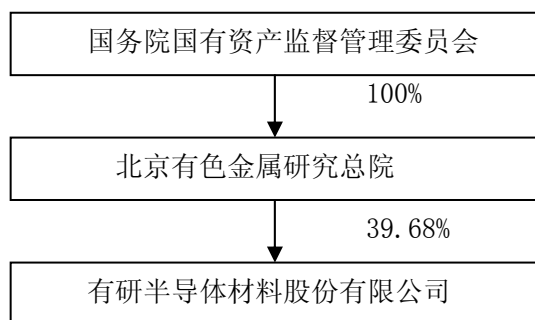 国务院国有资产监督管理委员会
100%
北京有色金属研究总院
39.68%
有研半导体材料股份有限公司